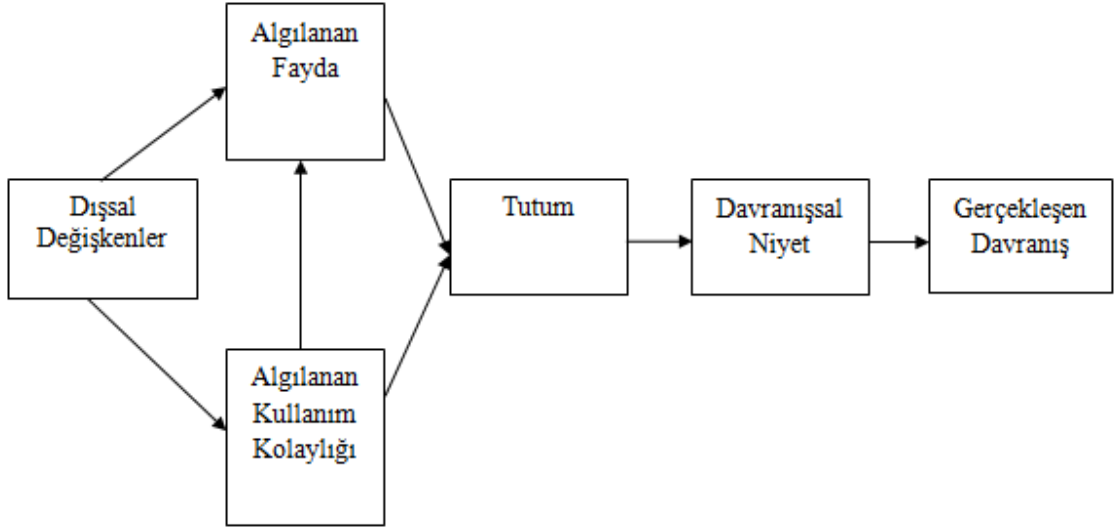 Algılanan
Fayda
Dışsal
Değişkenler
Tutum
Davranışsal
Niyet
Gerçekleşen
Davranış
Algılanan
Kullanım
Kolaylığı